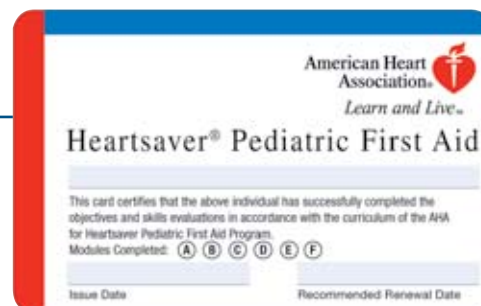 American Heart
Association®
Learn and Live℠
Heartsaver® Pediatric First Aid
This card certifies that the above individual has successfully completed the
objectives and skills evaluations in accordance with the curriculum of the AHA
for Heartsaver Pediatric First Aid Program.
Modules Completed: A B C D E F
Issue Date Recommended Renewal Date